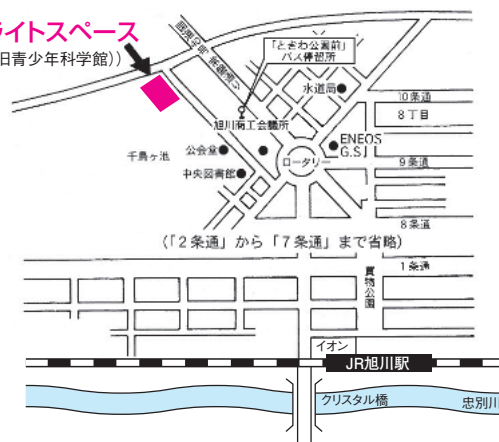 ライトスペース
旧青少年科学館))
「ときわ公園前」
バス停留所
水道局
10条通
8丁目
旭川商工会議所
ENEOS
G.S
公会堂
ロータリー
9条通
千鳥ヶ池
中央図書館
8条通
(「2条通」から「7条通」まで省略)
1条通
買物公園
イオン
JR旭川駅
クリスタル橋
忠別川